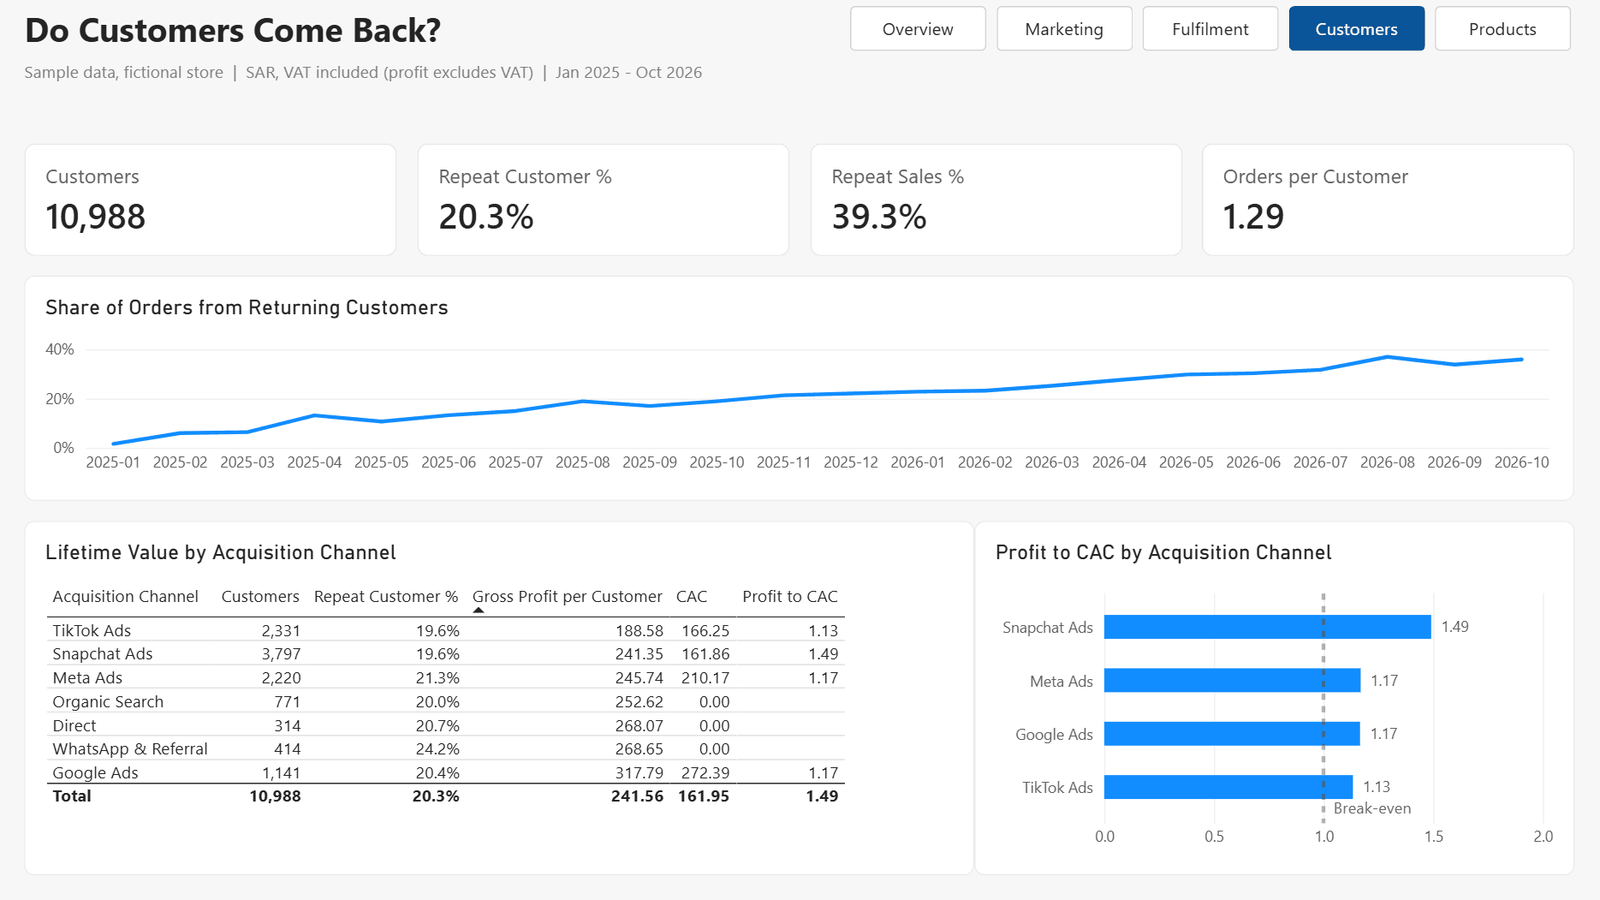 Do Customers Come Back?
Overview
Marketing
Fulfilment
Customers
Products
Sample data, fictional store | SAR, VAT included (profit excludes VAT) | Jan 2025 - Oct 2026
Customers
10,988
Repeat Customer %
20.3%
Repeat Sales %
39.3%
Orders per Customer
1.29
Share of Orders from Returning Customers
40%
20%
0%
2025-01 2025-02 2025-03 2025-04 2025-05 2025-06 2025-07 2025-08 2025-09 2025-10 2025-11 2025-12 2026-01 2026-02 2026-03 2026-04 2026-05 2026-06 2026-07 2026-08 2026-09 2026-10
Lifetime Value by Acquisition Channel
Acquisition Channel Customers Repeat Customer % Gross Profit per Customer CAC Profit to CAC
TikTok Ads 2,331 19.6% 188.58 166.25 1.13
Snapchat Ads 3,797 19.6% 241.35 161.86 1.49
Meta Ads 2,220 21.3% 245.74 210.17 1.17
Organic Search 771 20.0% 252.62 0.00
Direct 314 20.7% 268.07 0.00
WhatsApp & Referral 414 24.2% 268.65 0.00
Google Ads 1,141 20.4% 317.79 272.39 1.17
Total 10,988 20.3% 241.56 161.95 1.49
Profit to CAC by Acquisition Channel
Snapchat Ads 1.49
Meta Ads 1.17
Google Ads 1.17
TikTok Ads 1.13
Break-even
0.0 0.5 1.0 1.5 2.0